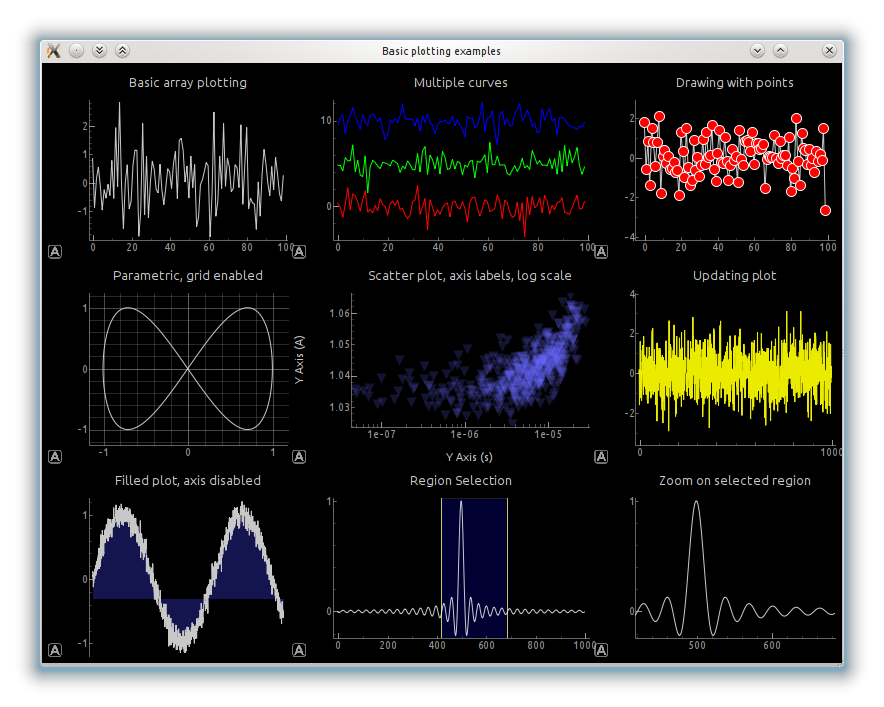 Basic plotting examples
Basic array plotting
Multiple curves
Drawing with points
2
1
0
-1
0 20 40 60 80 100
10
0
0 20 40 60 80 100
2
0
-2
-4
0 20 40 60 80 100
A A A
Parametric, grid enabled
Scatter plot, axis labels, log scale
Updating plot
1
0
-1
-1 0 1
Y Axis (A)
1.06
1.05
1.04
1.03
1e-07 1e-06 1e-05
Y Axis (s)
4
2
0
-2
0 1000
A A A
Filled plot, axis disabled
Region Selection
Zoom on selected region
1
0
-1
1
0
0 200 400 600 800 1000
1
0
500 600
A A A